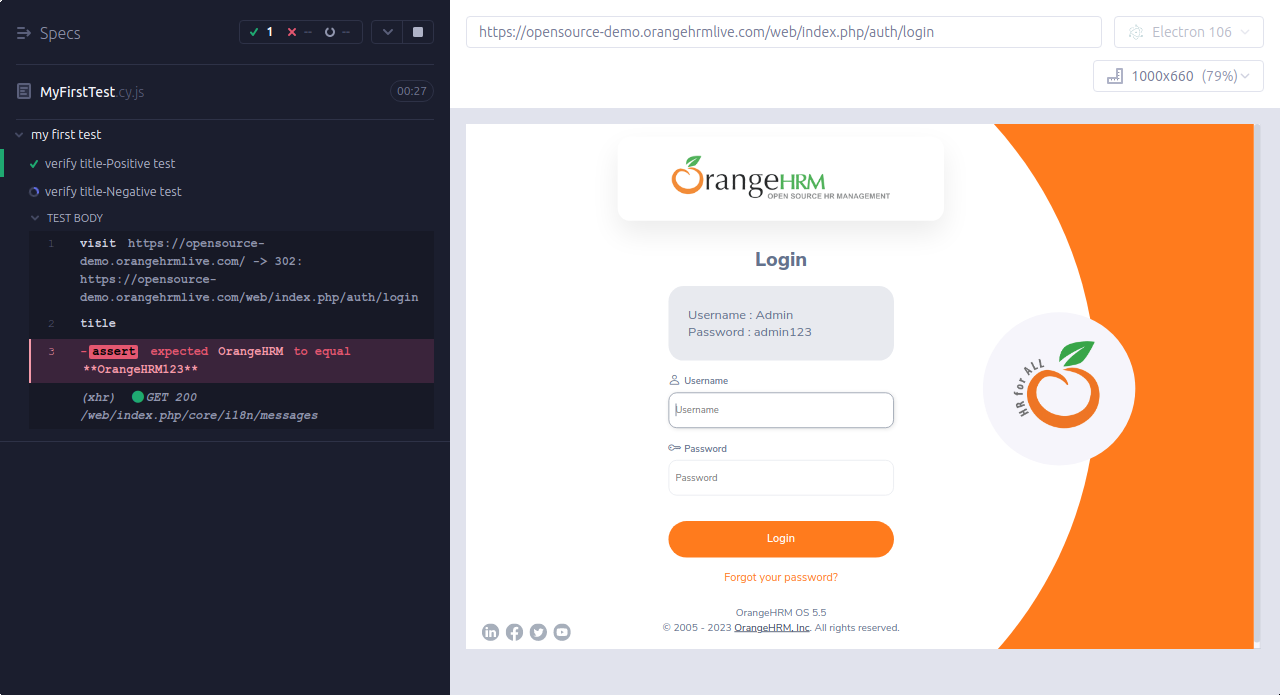 Specs
1 -- --
MyFirstTest.cy.js 00:27
my first test
verify title-Positive test
verify title-Negative test
TEST BODY
1 visit https://opensource-
demo.orangehrmlive.com/ -> 302:
https://opensource-
demo.orangehrmlive.com/web/index.php/auth/login
2 title
3 -assert expected OrangeHRM to equal
**OrangeHRM123**
(xhr) GET 200
/web/index.php/core/i18n/messages
https://opensource-demo.orangehrmlive.com/web/index.php/auth/login
Electron 106
1000x660 (79%)
OrangeHRM
OPEN SOURCE HR MANAGEMENT
Login
Username : Admin
Password : admin123
Username
Username
Password
Password
Login
Forgot your password?
OrangeHRM OS 5.5
© 2005 - 2023 OrangeHRM, Inc. All rights reserved.
HR for ALL
in